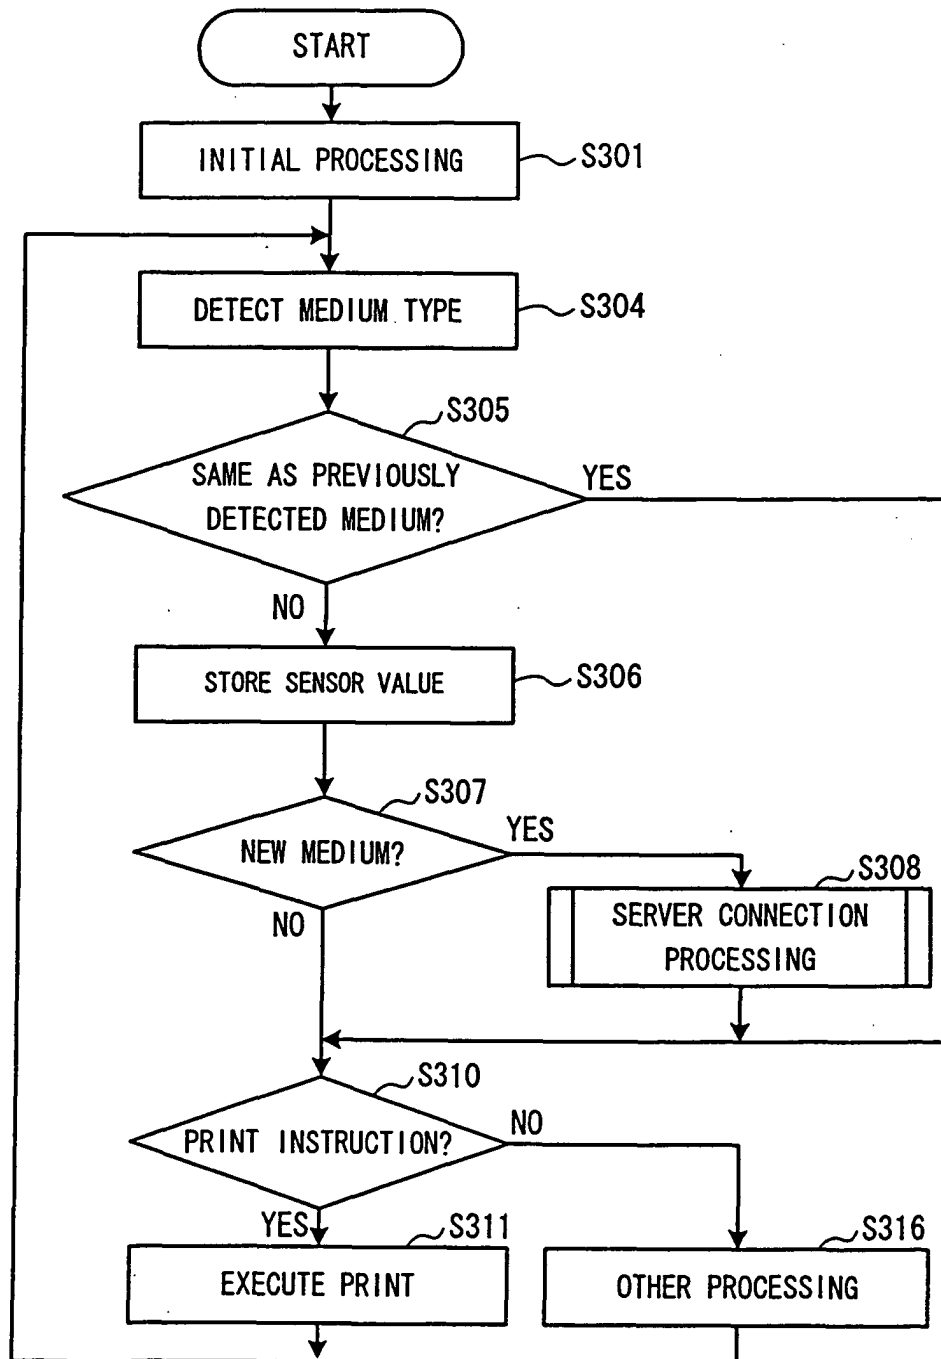 START
INITIAL PROCESSING
S301
DETECT MEDIUM TYPE
S304
S305
SAME AS PREVIOUSLY
DETECTED MEDIUM?
YES
NO
STORE SENSOR VALUE
S306
S307
NEW MEDIUM?
YES
NO
S308
SERVER CONNECTION
PROCESSING
S310
PRINT INSTRUCTION?
NO
YES
S311
EXECUTE PRINT
S316
OTHER PROCESSING